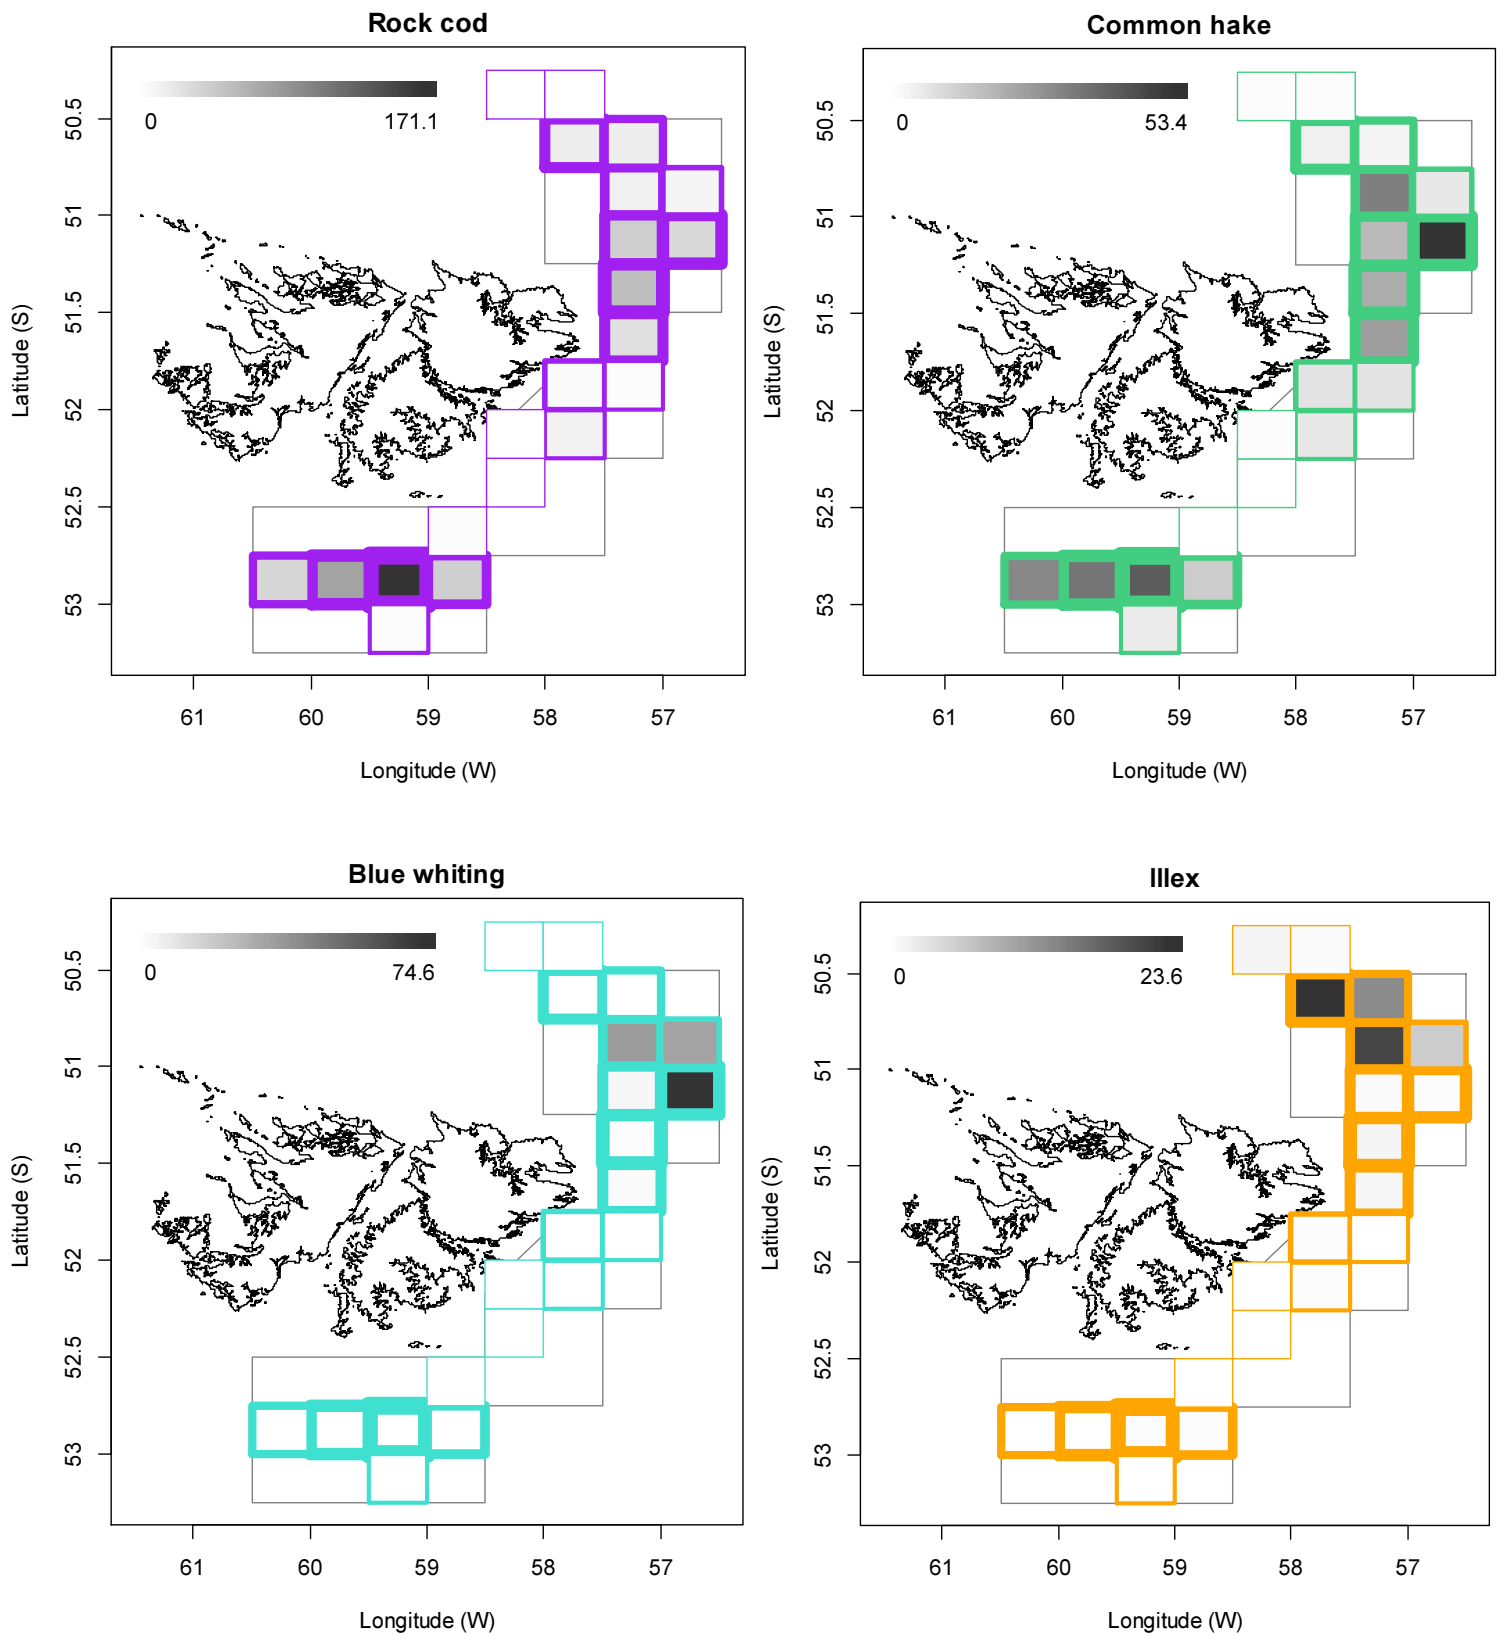 Rock cod
Common hake
0 171.1
0 53.4
50.5
51
51.5
52
52.5
53
Latitude (S)
50.5
51
51.5
52
52.5
53
Latitude (S)
61 60 59 58 57
61 60 59 58 57
Longitude (W)
Longitude (W)
Blue whiting
Illex
0 74.6
0 23.6
50.5
51
51.5
52
52.5
53
Latitude (S)
50.5
51
51.5
52
52.5
53
Latitude (S)
61 60 59 58 57
61 60 59 58 57
Longitude (W)
Longitude (W)